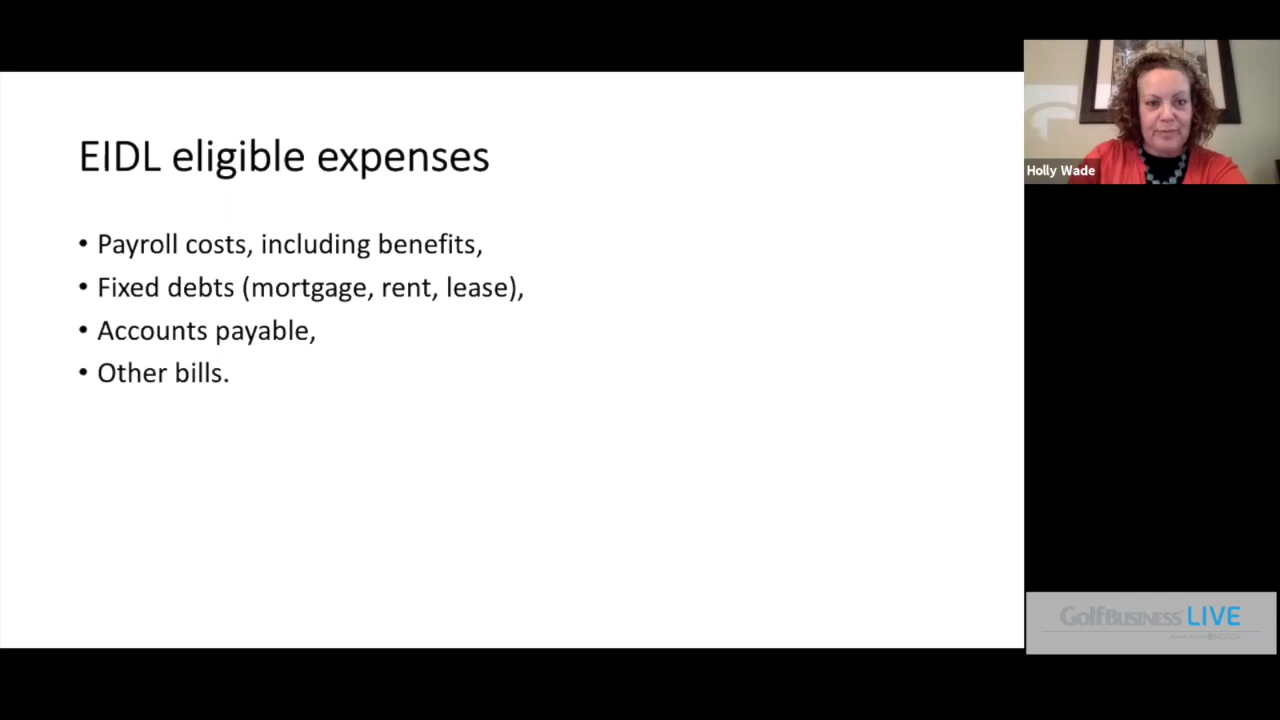 EIDL eligible expenses
• Payroll costs, including benefits,
• Fixed debts (mortgage, rent, lease),
• Accounts payable,
• Other bills.
Holly Wade
GolfBusiness LIVE